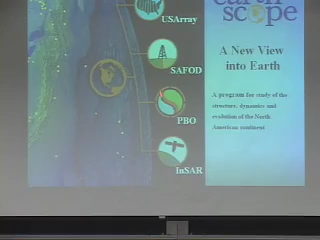 earth
scope
USArray
SAFOD
PBO
InSAR
A New View
into Earth
A program for study of the
structure, dynamics and
evolution of the North
American continent